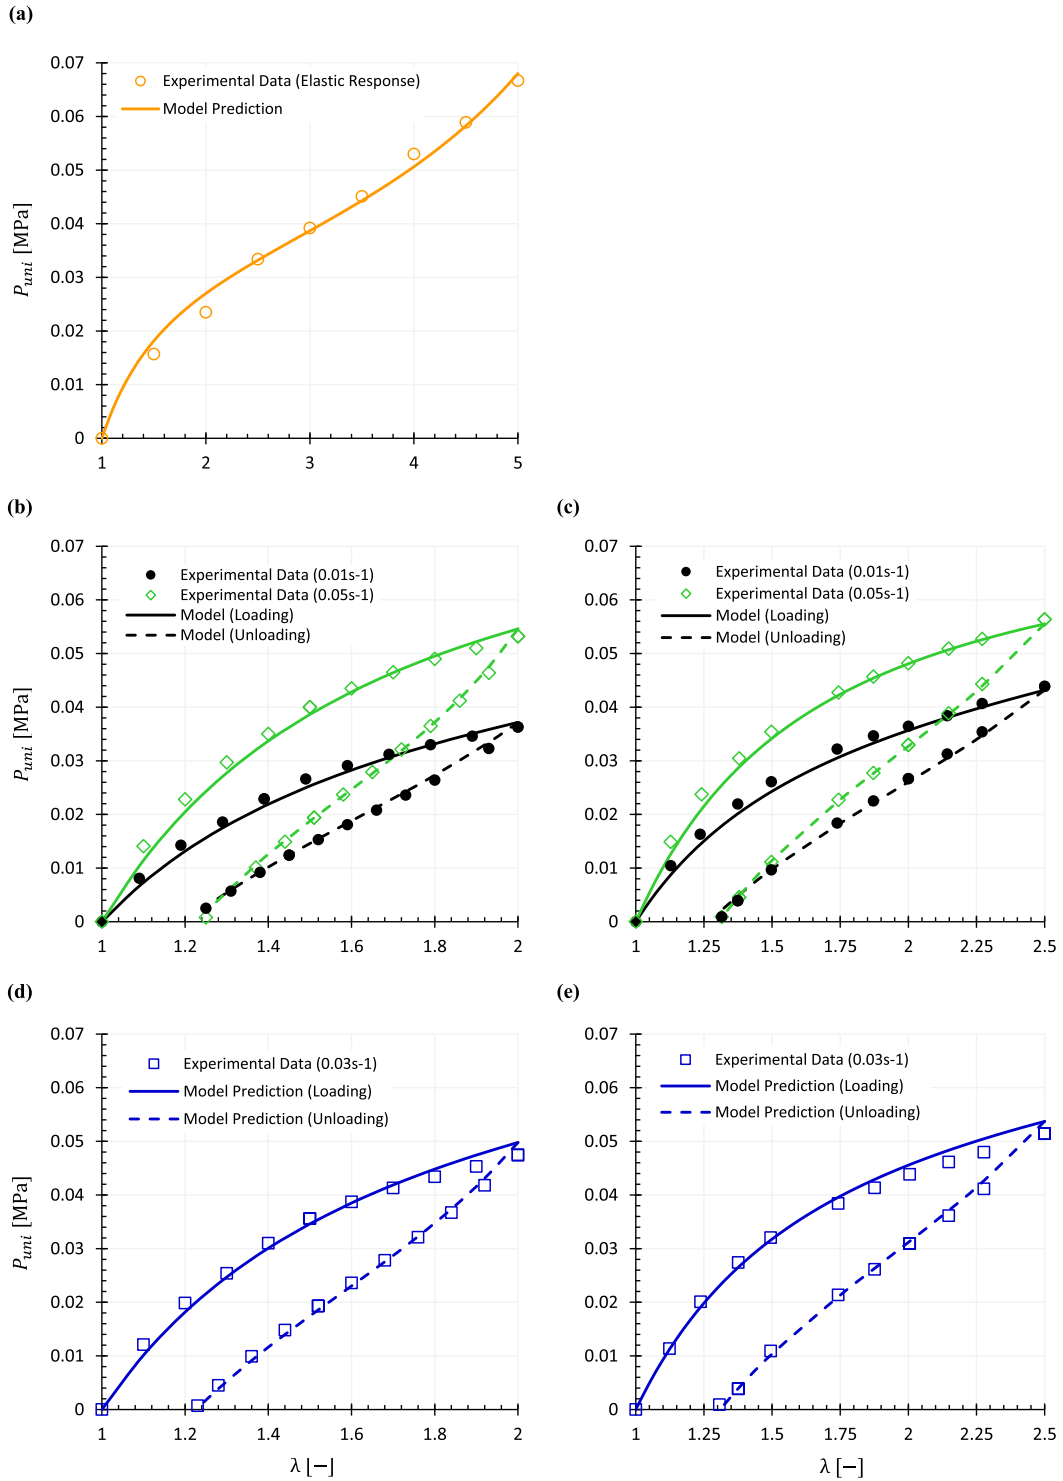 (a)
0.07
Experimental Data (Elastic Response)
0.06
Model Prediction
0.05
0.04
P_uni [MPa]
0.03
0.02
0.01
0
1 2 3 4 5
(b)
0.07
Experimental Data (0.01s-1)
0.06
Experimental Data (0.05s-1)
Model (Loading)
Model (Unloading)
0.05
0.04
P_uni [MPa]
0.03
0.02
0.01
0
1 1.2 1.4 1.6 1.8 2
(c)
0.07
Experimental Data (0.01s-1)
0.06
Experimental Data (0.05s-1)
Model (Loading)
Model (Unloading)
0.05
0.04
0.03
0.02
0.01
0
1 1.25 1.5 1.75 2 2.25 2.5
(d)
0.07
Experimental Data (0.03s-1)
0.06
Model Prediction (Loading)
Model Prediction (Unloading)
0.05
0.04
P_uni [MPa]
0.03
0.02
0.01
0
1 1.2 1.4 1.6 1.8 2
λ [−]
(e)
0.07
Experimental Data (0.03s-1)
0.06
Model Prediction (Loading)
Model Prediction (Unloading)
0.05
0.04
0.03
0.02
0.01
0
1 1.25 1.5 1.75 2 2.25 2.5
λ [−]